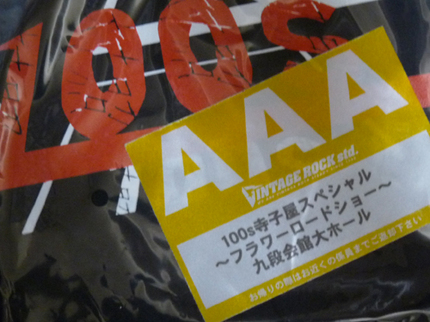 100s
AAA
VINTAGE ROCK std.
100s寺子屋スペシャル
～フラワーロードショー～
九段会館大ホール
お帰りの際はお近くの係員までご返却下さい